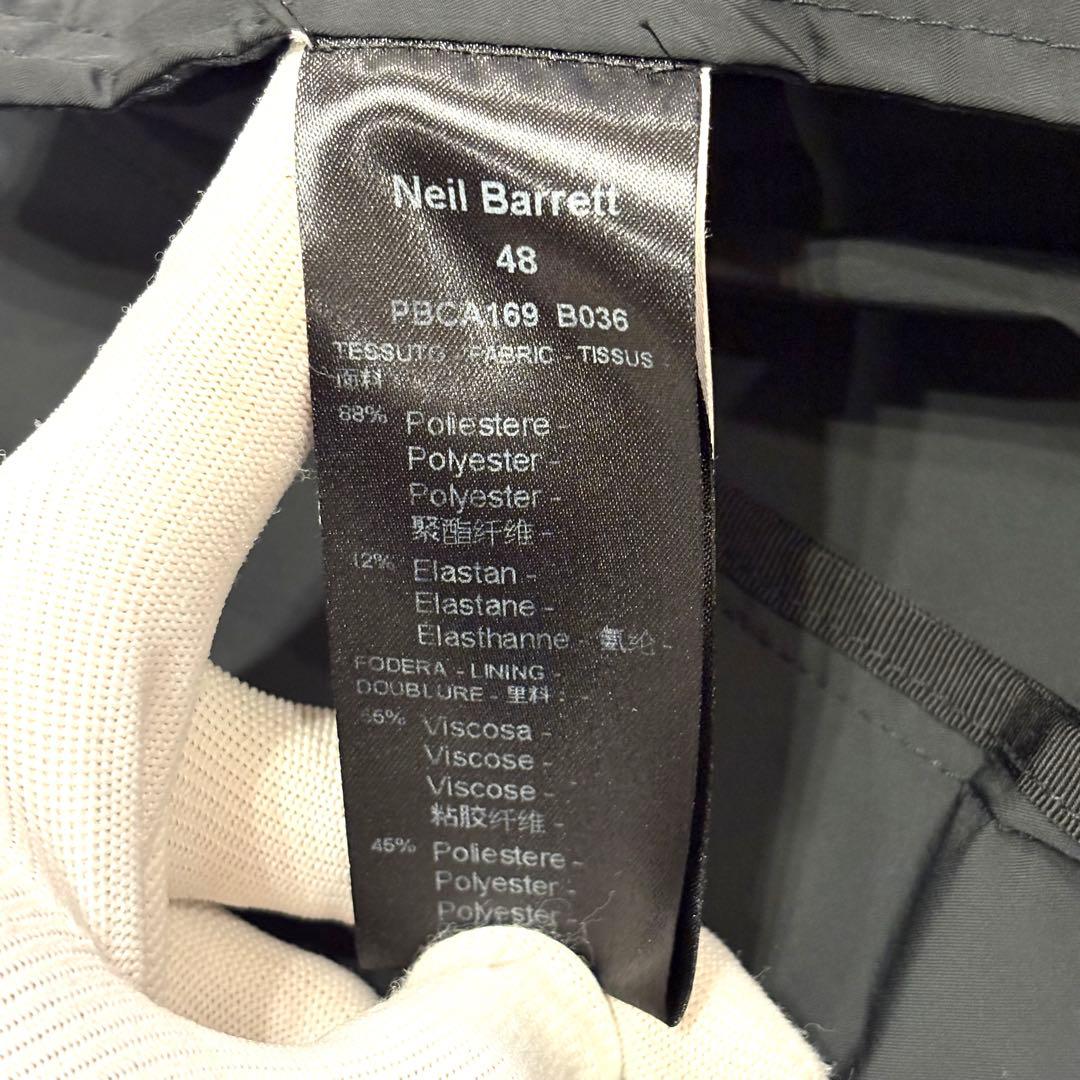 Neil Barrett
48
PBCA169 B036
TESSUTO - FABRIC - TISSUS -
面料
88% Poliestere -
Polyester -
Polyester -
聚酯纤维 -
12% Elastan -
Elastane -
Elasthanne - 氨纶 -
FODERA - LINING -
DOUBLURE - 里料 : -
Viscosa -
Viscose -
Viscose -
粘胶纤维 -
45% Poliestere -
Polyester -
Polyester -